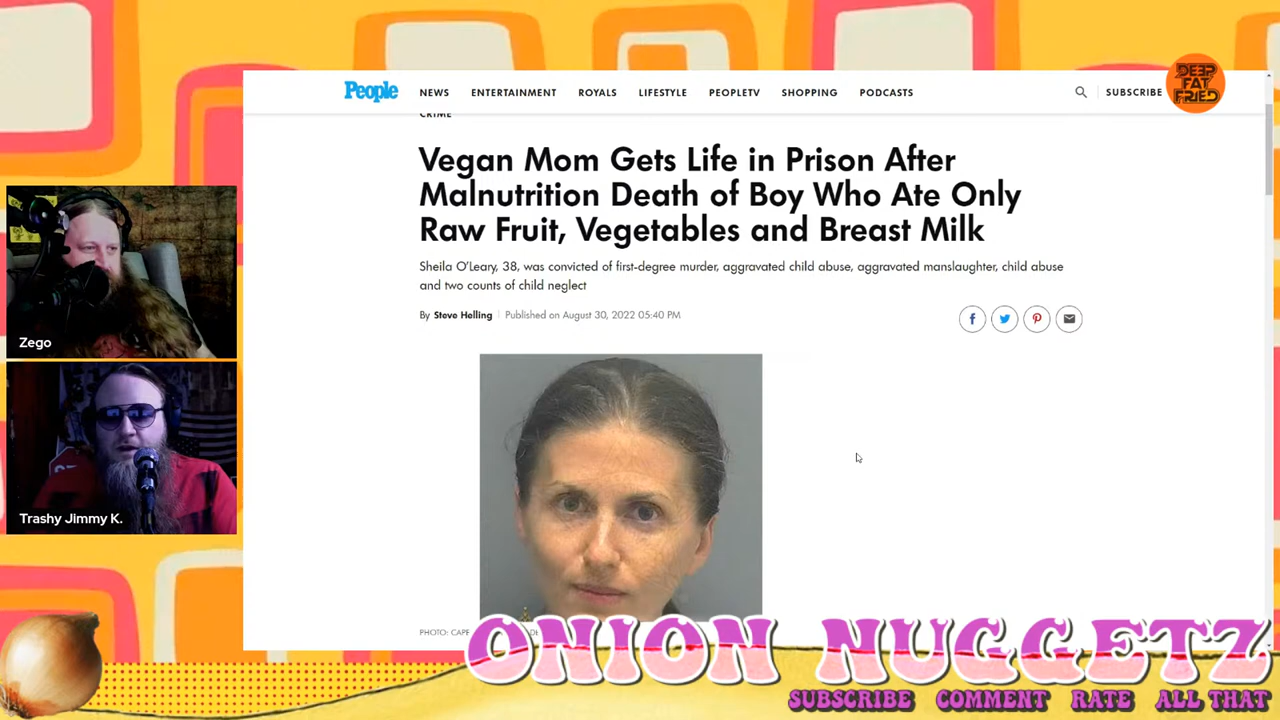 People
NEWS
ENTERTAINMENT
ROYALS
LIFESTYLE
PEOPLETV
SHOPPING
PODCASTS
SUBSCRIBE
DEEP
FAT
FRIED
CRIME
Vegan Mom Gets Life in Prison After
Malnutrition Death of Boy Who Ate Only
Raw Fruit, Vegetables and Breast Milk
Sheila O'Leary, 38, was convicted of first-degree murder, aggravated child abuse, aggravated manslaughter, child abuse
and two counts of child neglect
By Steve Helling | Published on August 30, 2022 05:40 PM
Zego
Trashy Jimmy K.
PHOTO: CAPE
ONION NUGGETZ
SUBSCRIBE COMMENT RATE ALL THAT